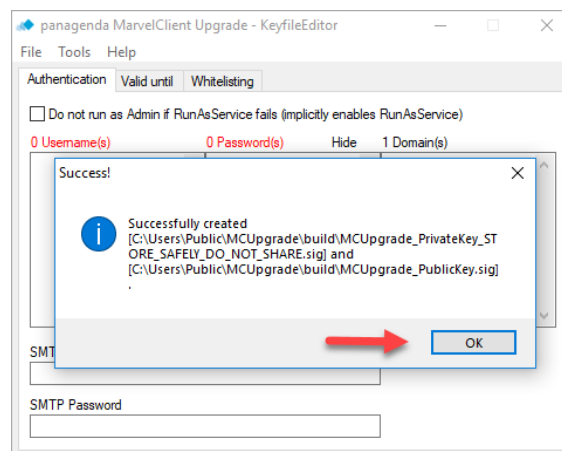 panagenda MarvelClient Upgrade - KeyfileEditor
File Tools Help
Authentication Valid until Whitelisting
Do not run as Admin if RunAsService fails (implicitly enables RunAsService)
0 Username(s) 0 Password(s) Hide 1 Domain(s)
Success!
Successfully created
[C:\Users\Public\MCUpgrade\build\MCUpgrade_PrivateKey_ST
ORE_SAFELY_DO_NOT_SHARE.sig] and
[C:\Users\Public\MCUpgrade\build\MCUpgrade_PublicKey.sig]
.
OK
SMT
SMTP Password